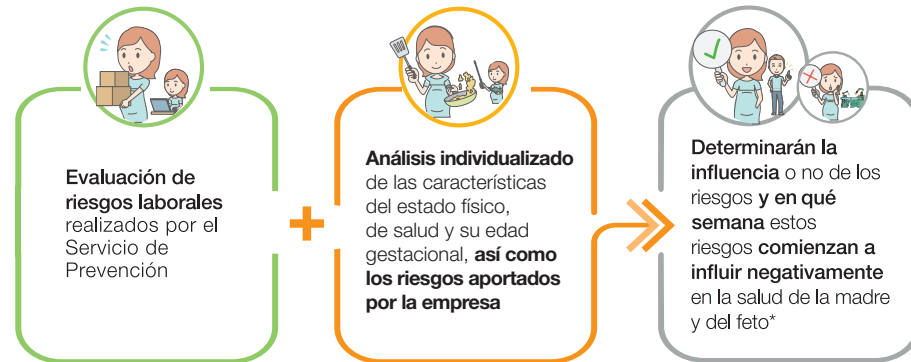 Evaluación de
riesgos laborales
realizados por el
Servicio de
Prevención
+
Análisis individualizado
de las características
del estado físico,
de salud y su edad
gestacional, así como
los riesgos aportados
por la empresa
Determinarán la
influencia o no de los
riesgos y en qué
semana estos
riesgos comienzan a
influir negativamente
en la salud de la madre
y del feto*